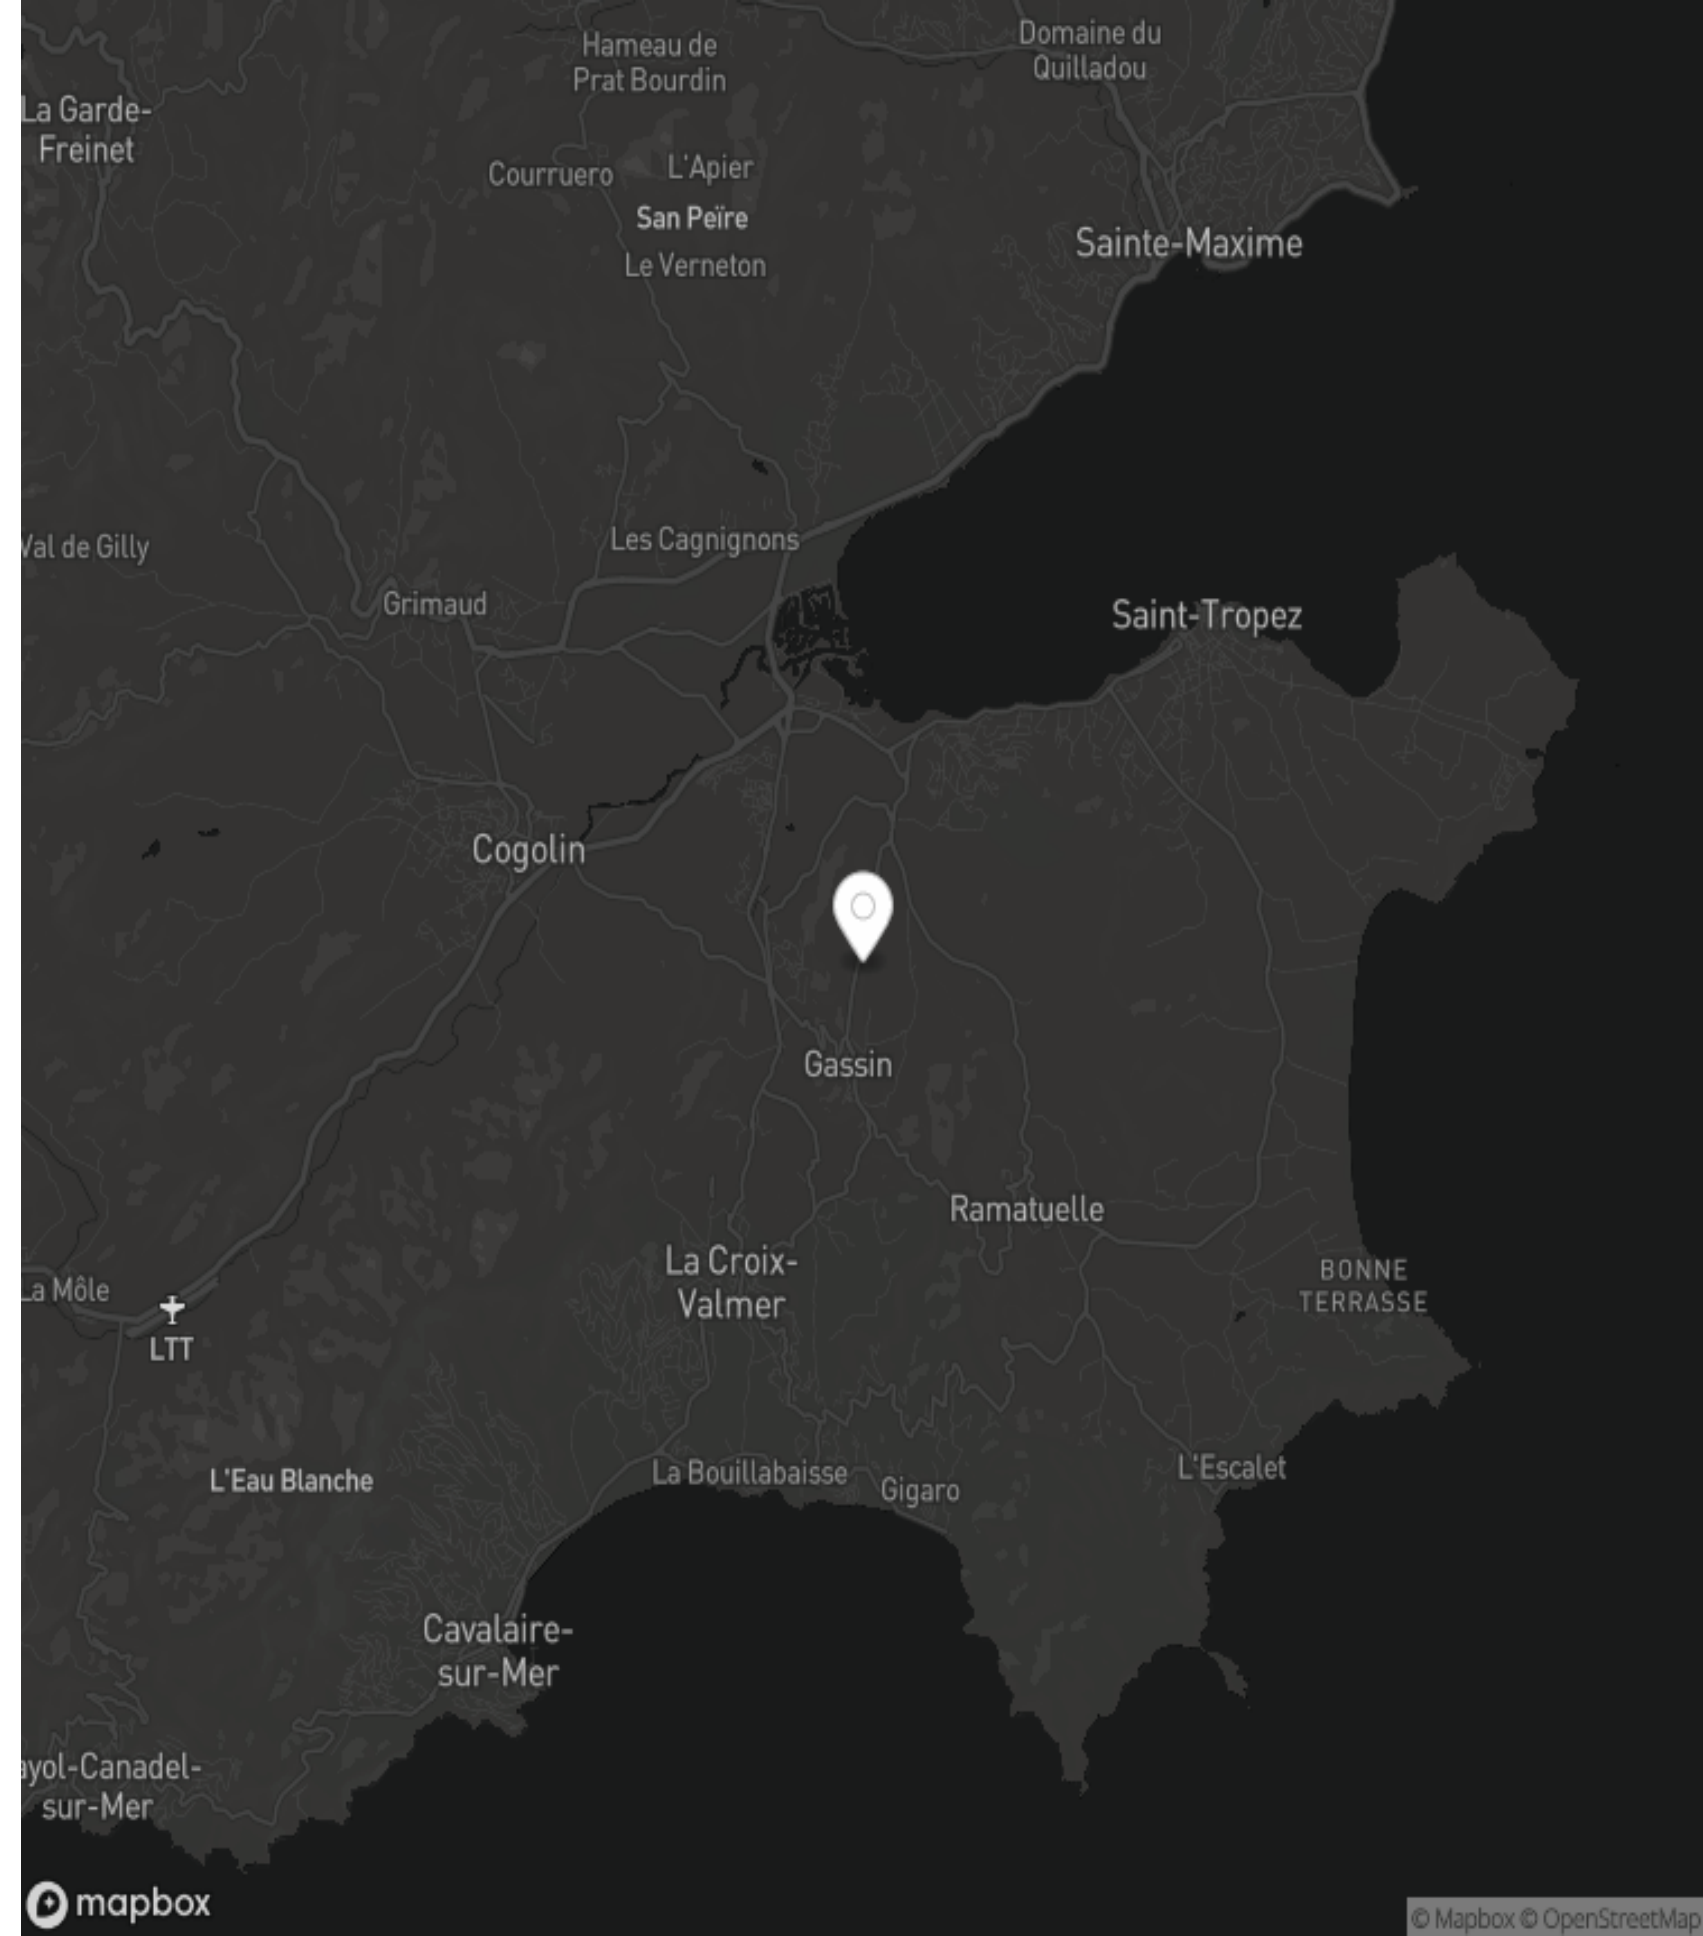 Domaine du
Quilladou
Hameau de
Prat Bourdin
La Garde-
Freinet
L'Apier
Courruero
San Peïre
Sainte-Maxime
Le Verneton
Les Cagnignons
Val de Gilly
Grimaud
Saint-Tropez
Cogolin
Gassin
Ramatuelle
La Croix-
Valmer
BONNE
TERRASSE
La Môle
LTT
L'Eau Blanche
La Bouillabaisse
Gigaro
L'Escalet
Cavalaire-
sur-Mer
ayol-Canadel-
sur-Mer
mapbox
© Mapbox © OpenStreetMap